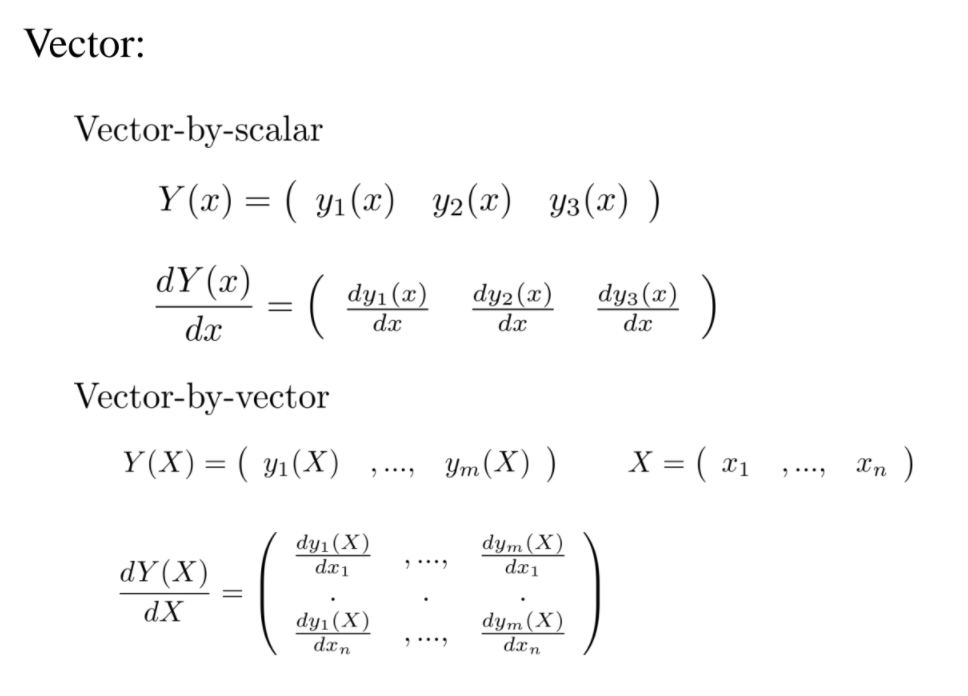 Vector:
Vector-by-scalar
Y(x) = ( y₁(x) y₂(x) y₃(x) )
dY(x)/dx = ( dy₁(x)/dx dy₂(x)/dx dy₃(x)/dx )
Vector-by-vector
Y(X) = ( y₁(X) ,..., yₘ(X) ) X = ( x₁ ,..., xₙ )
dY(X)/dX = ( dy₁(X)/dx₁ ,..., dyₘ(X)/dx₁
. . .
dy₁(X)/dxₙ ,..., dyₘ(X)/dxₙ )